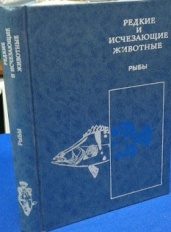 РЕДКИЕ
И
ИСЧЕЗАЮЩИЕ
ЖИВОТНЫЕ
РЫБЫ
РЕДКИЕ
И ИСЧЕЗАЮЩИЕ
ЖИВОТНЫЕ
РЫБЫ